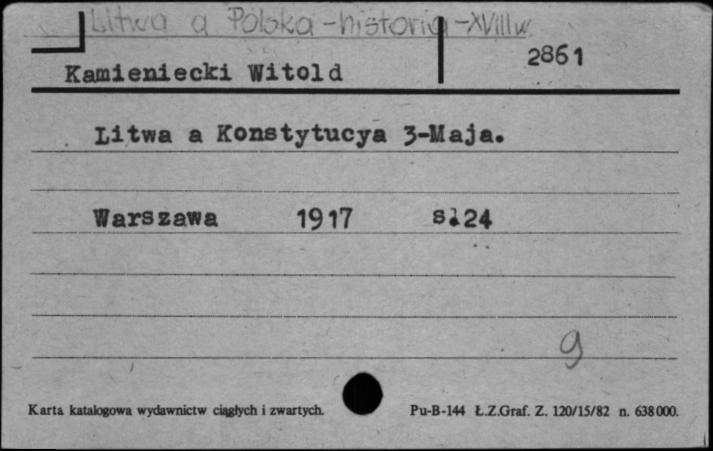 Litwa a Polska - historia - XVIII w
Kamieniecki Witold 2861
Litwa a Konstytucya 3-Maja.
Warszawa 1917 s. 24
9
Karta katalogowa wydawnictw ciągłych i zwartych. Pu-B-144 Ł.Z.Graf. Z. 120/15/82 n. 638000.